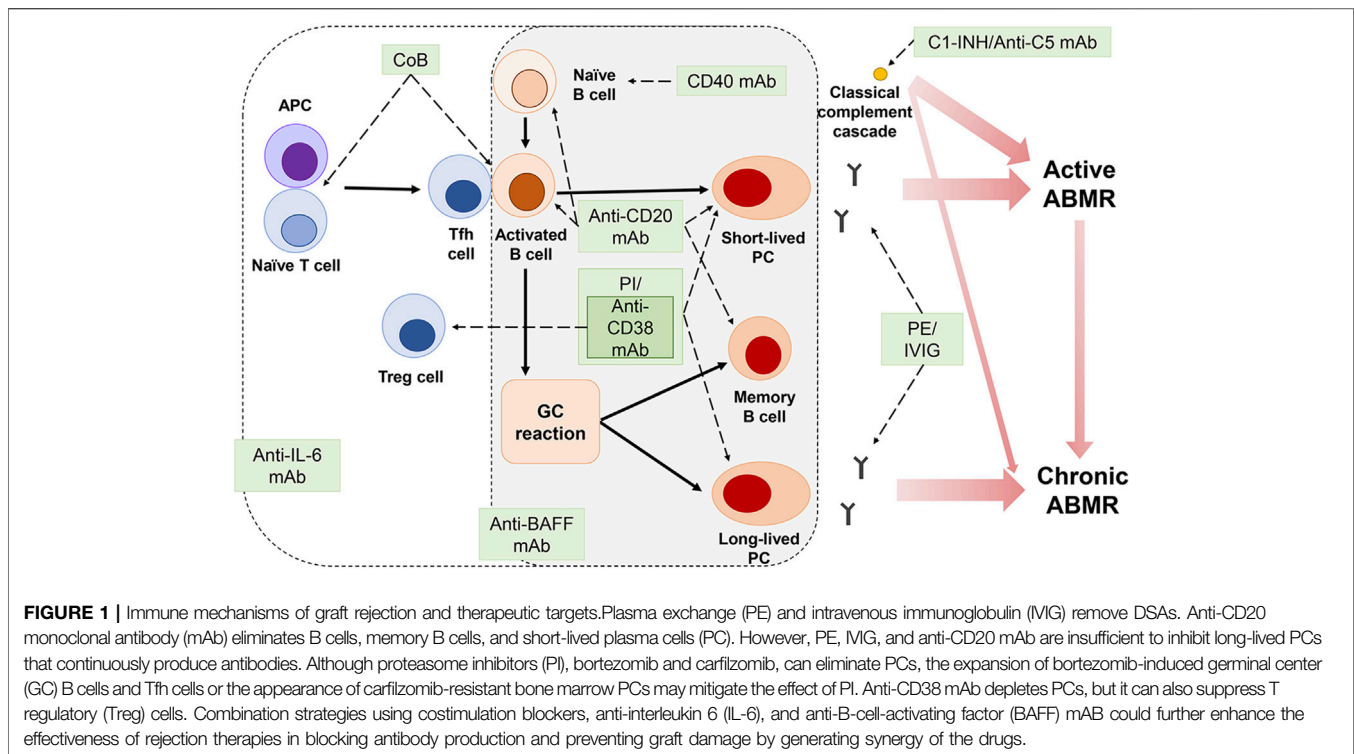 C1-INH/Anti-C5 mAb
CoB
Naïve
B cell
CD40 mAb
APC
Classical
complement
cascade
Active
ABMR
Anti-CD20
mAb
Naïve T cell
Tfh
cell
Activated
B cell
Short-lived
PC
PI/
Anti-
CD38
mAb
PE/
IVIG
Treg cell
Memory
B cell
GC
reaction
Anti-IL-6
mAb
Chronic
ABMR
Anti-BAFF
mAb
Long-lived
PC
FIGURE 1 | Immune mechanisms of graft rejection and therapeutic targets.Plasma exchange (PE) and intravenous immunoglobulin (IVIG) remove DSAs. Anti-CD20
monoclonal antibody (mAb) eliminates B cells, memory B cells, and short-lived plasma cells (PC). However, PE, IVIG, and anti-CD20 mAb are insufficient to inhibit long-lived PCs
that continuously produce antibodies. Although proteasome inhibitors (PI), bortezomib and carfilzomib, can eliminate PCs, the expansion of bortezomib-induced germinal center
(GC) B cells and Tfh cells or the appearance of carfilzomib-resistant bone marrow PCs may mitigate the effect of PI. Anti-CD38 mAb depletes PCs, but it can also suppress T
regulatory (Treg) cells. Combination strategies using costimulation blockers, anti-interleukin 6 (IL-6), and anti-B-cell-activating factor (BAFF) mAB could further enhance the
effectiveness of rejection therapies in blocking antibody production and preventing graft damage by generating synergy of the drugs.